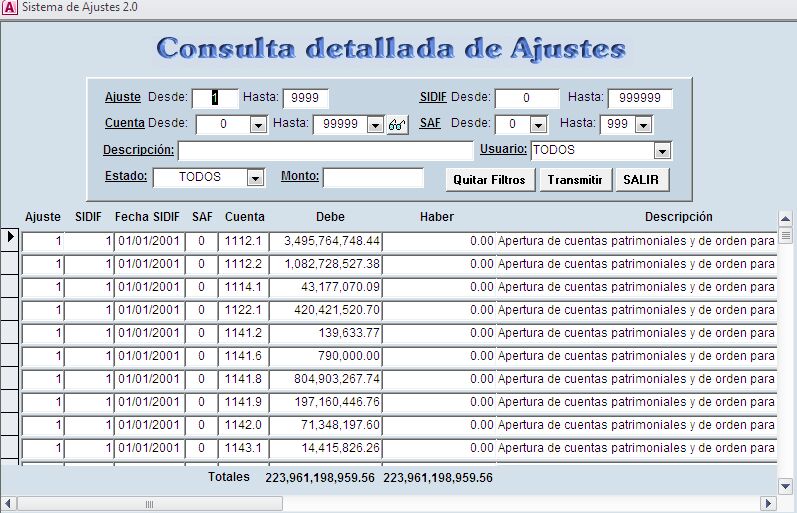 Sistema de Ajustes 2.0
Consulta detallada de Ajustes
Ajuste Desde: 1 Hasta: 9999 SIDIF Desde: 0 Hasta: 999999
Cuenta Desde: 0 Hasta: 99999 SAF Desde: 0 Hasta: 999
Descripción: Usuario: TODOS
Estado: TODOS Monto: Quitar Filtros Transmitir SALIR
Ajuste SIDIF Fecha SIDIF SAF Cuenta Debe Haber Descripción
1 1 01/01/2001 0 1112.1 3,495,764,748.44 0.00 Apertura de cuentas patrimoniales y de orden para
1 1 01/01/2001 0 1112.2 1,082,728,527.38 0.00 Apertura de cuentas patrimoniales y de orden para
1 1 01/01/2001 0 1114.1 43,177,070.09 0.00 Apertura de cuentas patrimoniales y de orden para
1 1 01/01/2001 0 1122.1 420,421,520.70 0.00 Apertura de cuentas patrimoniales y de orden para
1 1 01/01/2001 0 1141.2 139,633.77 0.00 Apertura de cuentas patrimoniales y de orden para
1 1 01/01/2001 0 1141.6 790,000.00 0.00 Apertura de cuentas patrimoniales y de orden para
1 1 01/01/2001 0 1141.8 804,903,267.74 0.00 Apertura de cuentas patrimoniales y de orden para
1 1 01/01/2001 0 1141.9 197,160,446.76 0.00 Apertura de cuentas patrimoniales y de orden para
1 1 01/01/2001 0 1142.0 71,348,197.60 0.00 Apertura de cuentas patrimoniales y de orden para
1 1 01/01/2001 0 1143.1 14,415,826.26 0.00 Apertura de cuentas patrimoniales y de orden para
Totales 223,961,198,959.56 223,961,198,959.56